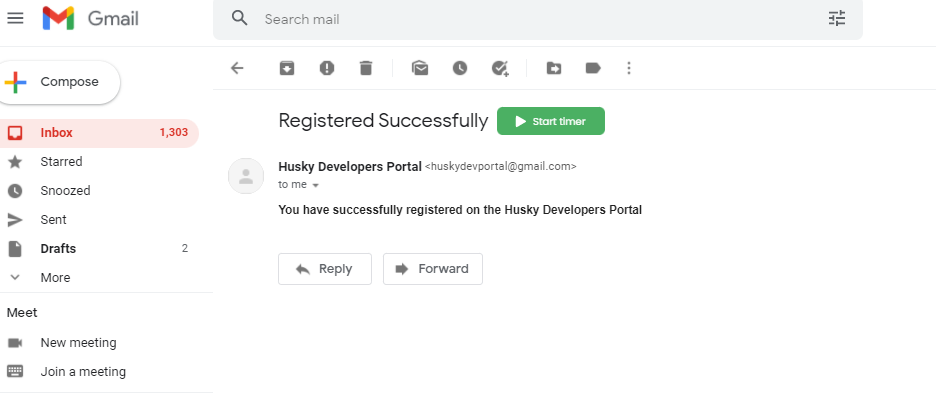 Gmail
Search mail
Compose
Inbox 1,303
Starred
Snoozed
Sent
Drafts 2
More
Meet
New meeting
Join a meeting
Registered Successfully Start timer
Husky Developers Portal <huskydevportal@gmail.com>
to me
You have successfully registered on the Husky Developers Portal
Reply Forward